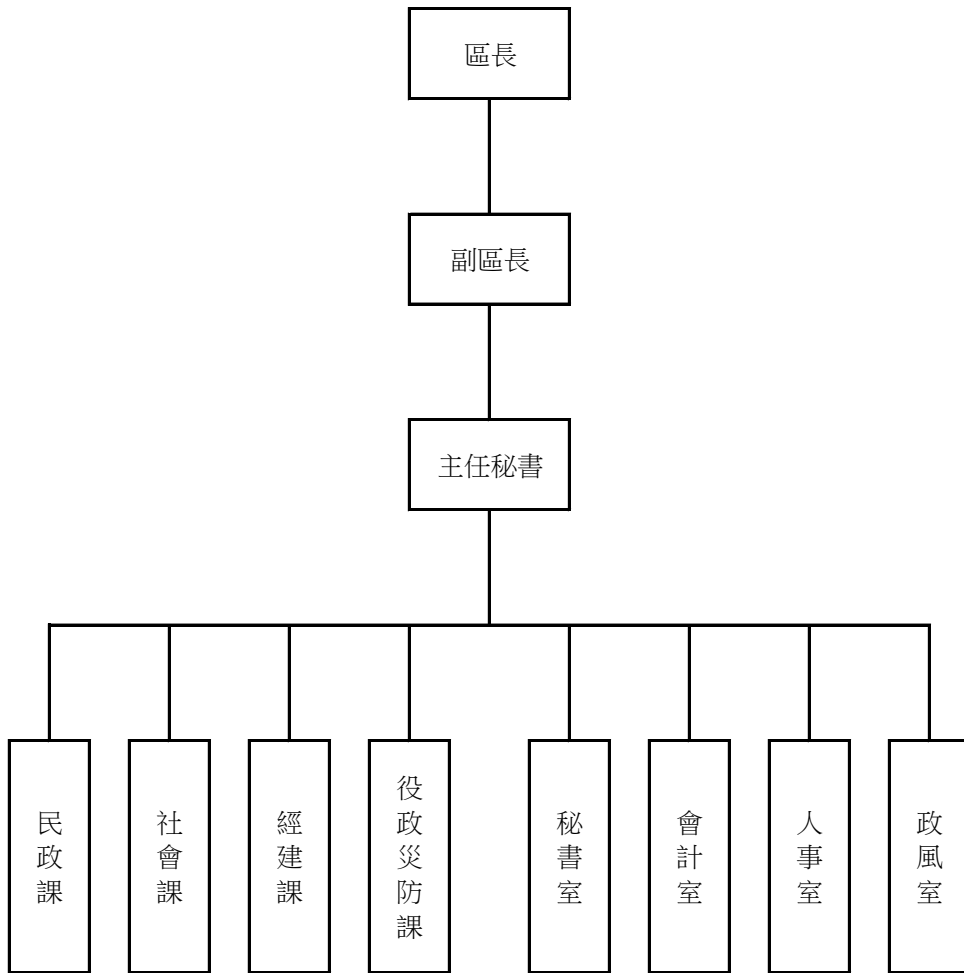 區長
副區長
主任秘書
民政課
社會課
經建課
役政災防課
秘書室
會計室
人事室
政風室